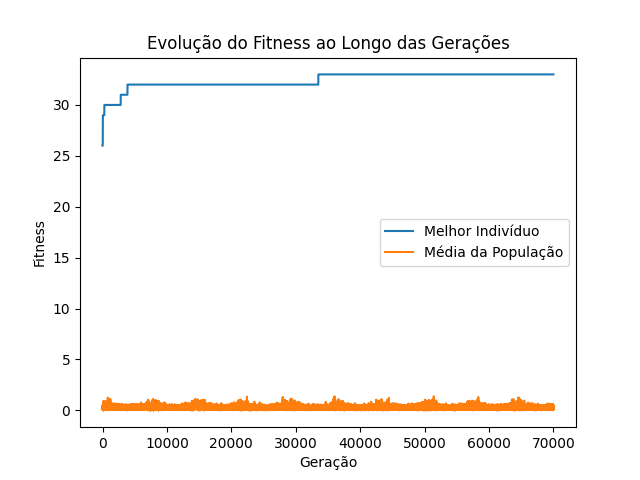 Evolução do Fitness ao Longo das Gerações
Fitness
30
25
20
15
10
5
0
Melhor Indivíduo
Média da População
0 10000 20000 30000 40000 50000 60000 70000
Geração